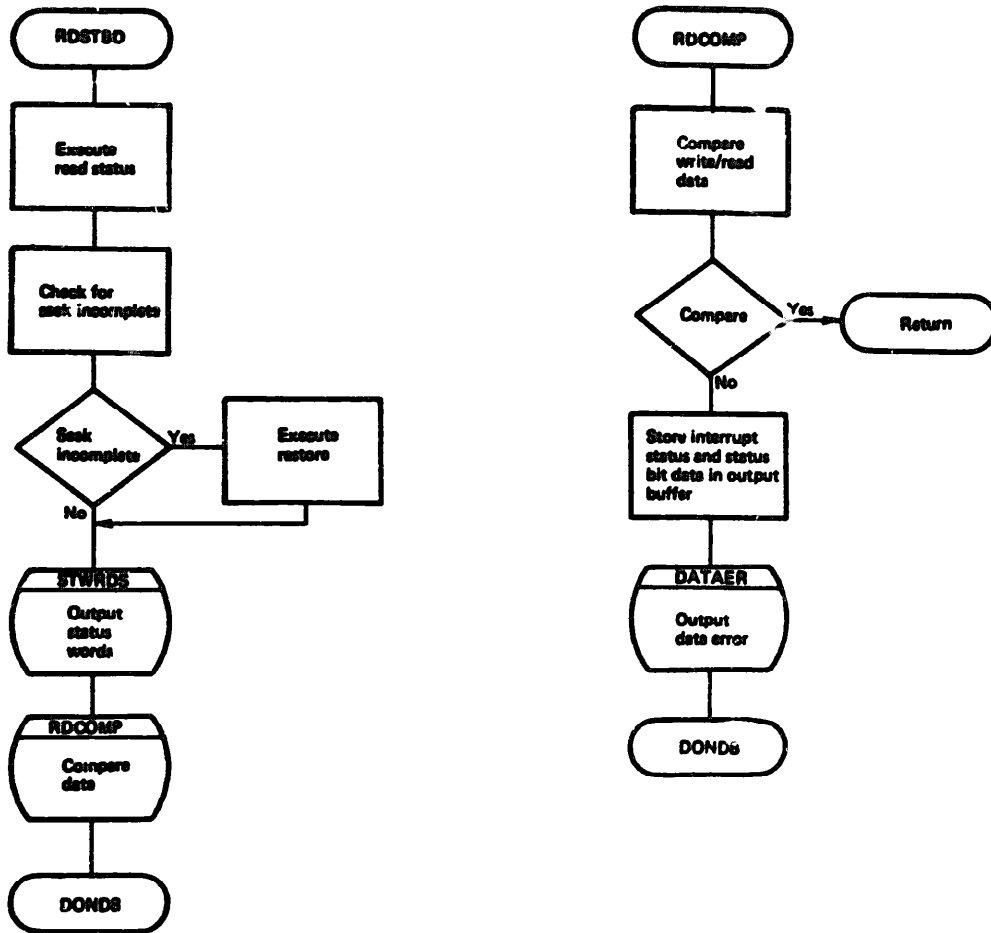 RDSTBD
Execute
read status
Check for
seek incomplete
Seek
incomplete
Yes
Execute
restore
No
STWRDS
Output
status
words
RDCOMP
Compare
data
DOND8
RDCOMP
Compare
write/read
data
Compare
Yes
Return
No
Store interrupt
status and status
bit data in output
buffer
DATAER
Output
data error
DOND8